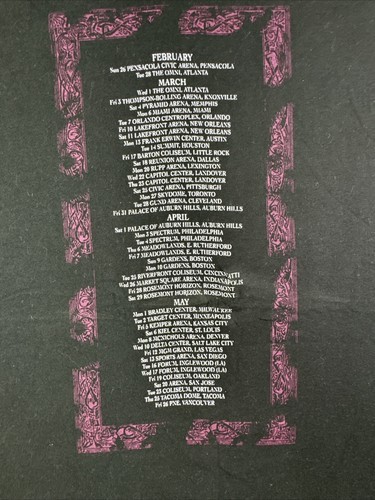 FEBRUARY
Sun 26 PENSACOLA CIVIC ARENA, PENSACOLA
Tue 28 THE OMNI, ATLANTA
MARCH
Wed 1 THE OMNI, ATLANTA
Fri 3 THOMPSON-BOLLING ARENA, KNOXVILLE
Sat 4 PYRAMID ARENA, MEMPHIS
Mon 6 MIAMI ARENA, MIAMI
Tue 7 ORLANDO CENTROPLEX, ORLANDO
Fri 10 LAKEFRONT ARENA, NEW ORLEANS
Sat 11 LAKEFRONT ARENA, NEW ORLEANS
Mon 13 FRANK ERWIN CENTER, AUSTIN
Tue 14 SUMMIT, HOUSTON
Fri 17 BARTON COLISEUM, LITTLE ROCK
Sat 18 REUNION ARENA, DALLAS
Mon 20 RUPP ARENA, LEXINGTON
Wed 22 CAPITOL CENTER, LANDOVER
Thu 23 CAPITOL CENTER, LANDOVER
Sat 25 CIVIC ARENA, PITTSBURGH
Mon 27 SKYDOME, TORONTO
Tue 28 GUND ARENA, CLEVELAND
Fri 31 PALACE OF AUBURN HILLS, AUBURN HILLS
APRIL
Sat 1 PALACE OF AUBURN HILLS, AUBURN HILLS
Mon 3 SPECTRUM, PHILADELPHIA
Tue 4 SPECTRUM, PHILADELPHIA
Thu 6 MEADOWLANDS, E. RUTHERFORD
Fri 7 MEADOWLANDS, E. RUTHERFORD
Sun 9 GARDENS, BOSTON
Mon 10 GARDENS, BOSTON
Tue 25 RIVERFRONT COLISEUM, CINCINNATTI
Wed 26 MARKET SQUARE ARENA, INDIANAPOLIS
Fri 28 ROSEMONT HORIZON, ROSEMONT
Sat 29 ROSEMONT HORIZON, ROSEMONT
MAY
Mon 1 BRADLEY CENTER, MILWAUKEE
Tue 2 TARGET CENTER, MINNEAPOLIS
Fri 5 KEMPER ARENA, KANSAS CITY
Sat 6 KIEL CENTER, ST. LOUIS
Mon 8 MCNICHOLS ARENA, DENVER
Wed 10 DELTA CENTER, SALT LAKE CITY
Fri 12 MGM GRAND, LAS VEGAS
Sat 13 SPORTS ARENA, SAN DIEGO
Tue 16 FORUM, INGLEWOOD (LA)
Wed 17 FORUM, INGLEWOOD (LA)
Fri 19 COLISEUM, OAKLAND
Sat 20 ARENA, SAN JOSE
Tue 23 COLISEUM, PORTLAND
Thu 25 TACOMA DOME, TACOMA
Fri 26 PNE, VANCOUVER